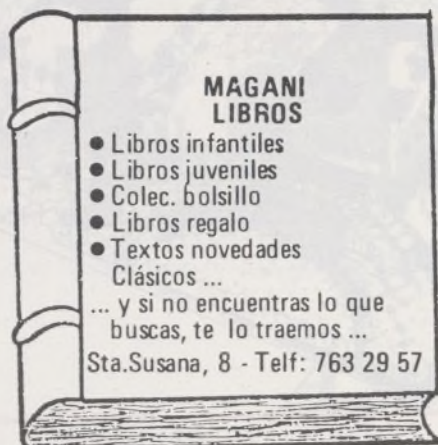 MAGANI
LIBROS
● Libros infantiles
● Libros juveniles
● Colec. bolsillo
● Libros regalo
● Textos novedades
Clásicos ...
... y si no encuentras lo que
buscas, te lo traemos ...
Sta.Susana, 8 - Telf: 763 29 57